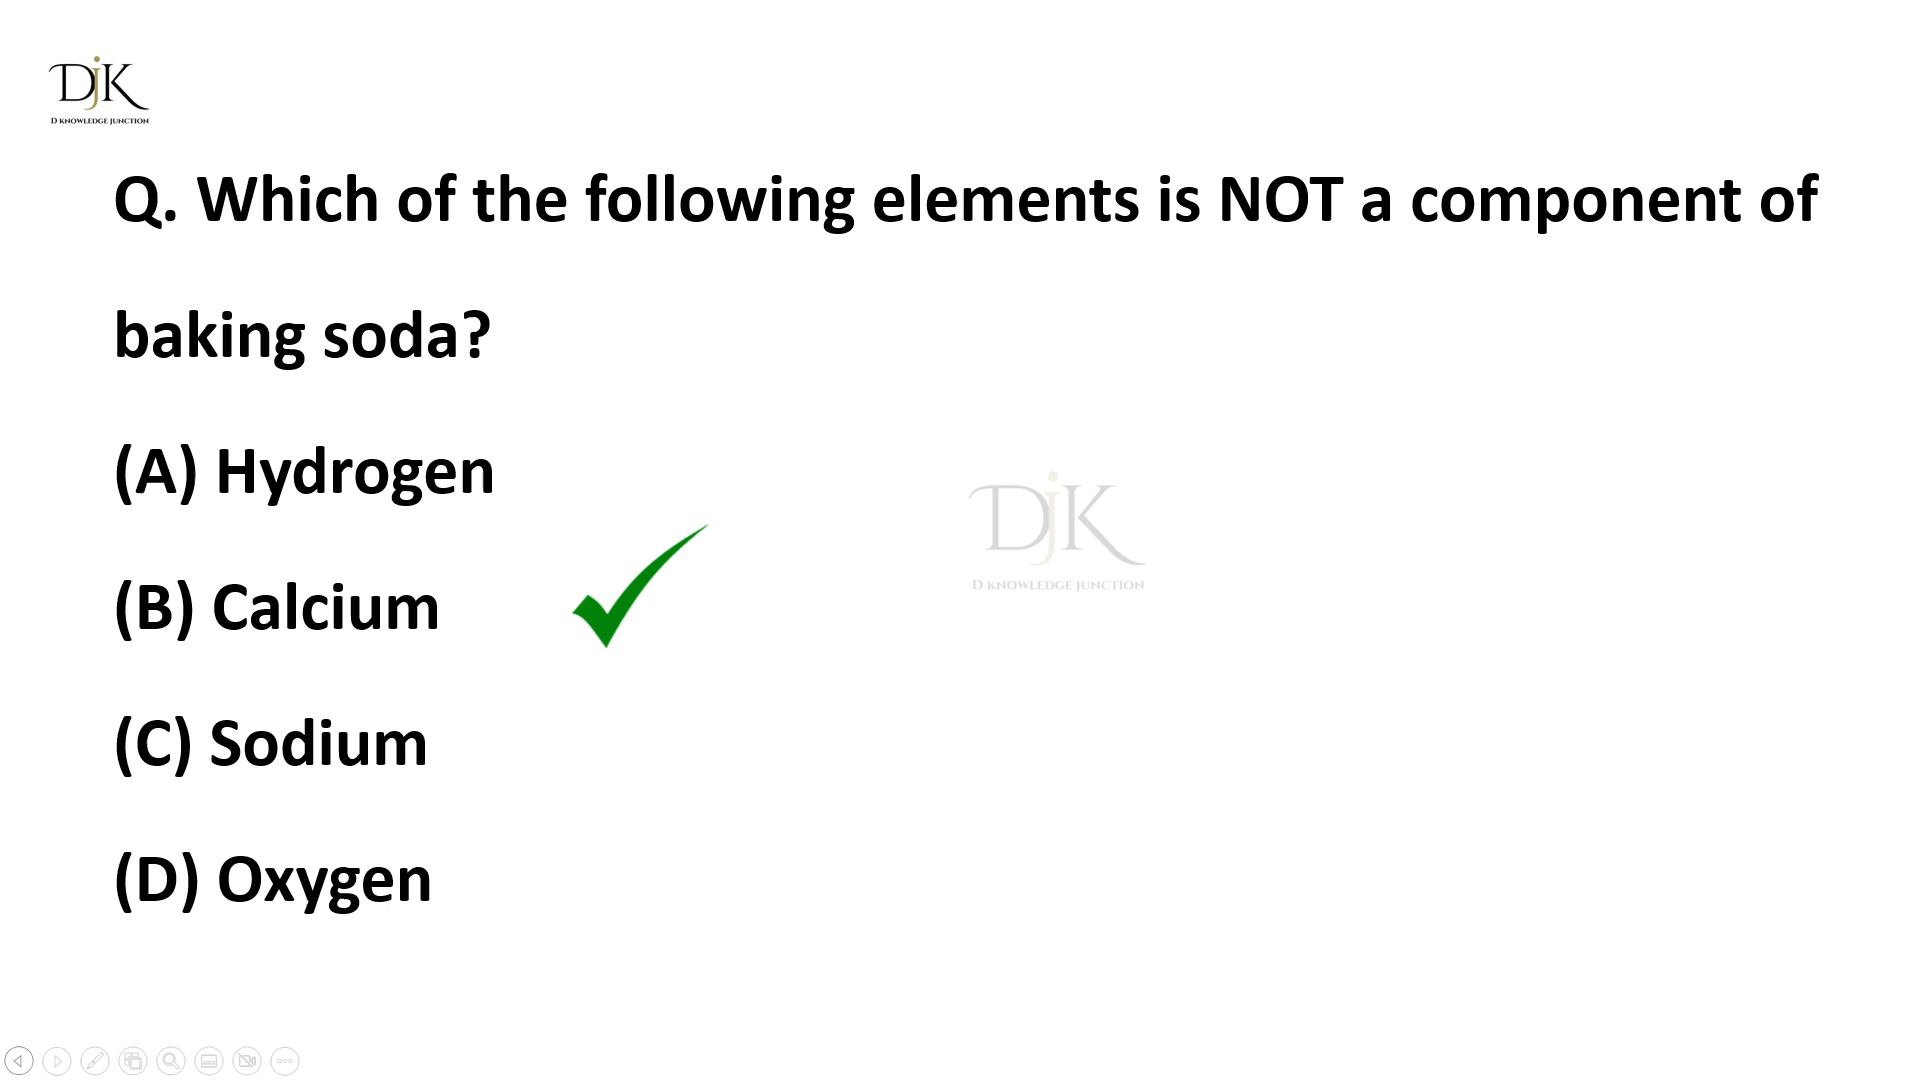 DjK
D KNOWLEDGE JUNCTION
Q. Which of the following elements is NOT a component of
baking soda?
(A) Hydrogen
(B) Calcium
(C) Sodium
(D) Oxygen
DjK
D KNOWLEDGE JUNCTION